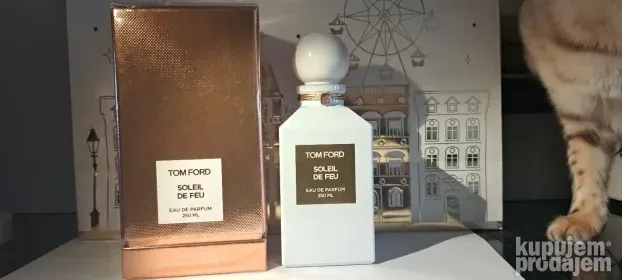 TOM FORD
SOLEIL
DE FEU
EAU DE PARFUM
250 ML
TOM FORD
SOLEIL
DE FEU
EAU DE PARFUM
250 ML
kupujem
prodajem